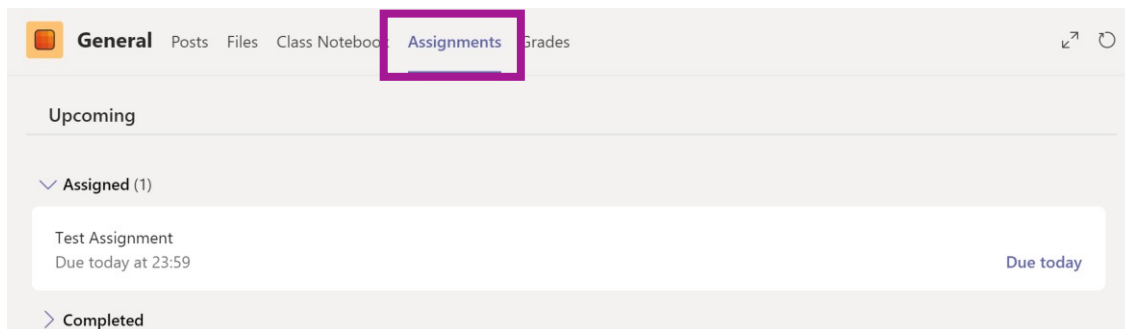 General Posts Files Class Notebook Assignments Grades
Upcoming
Assigned (1)
Test Assignment
Due today at 23:59
Due today
Completed